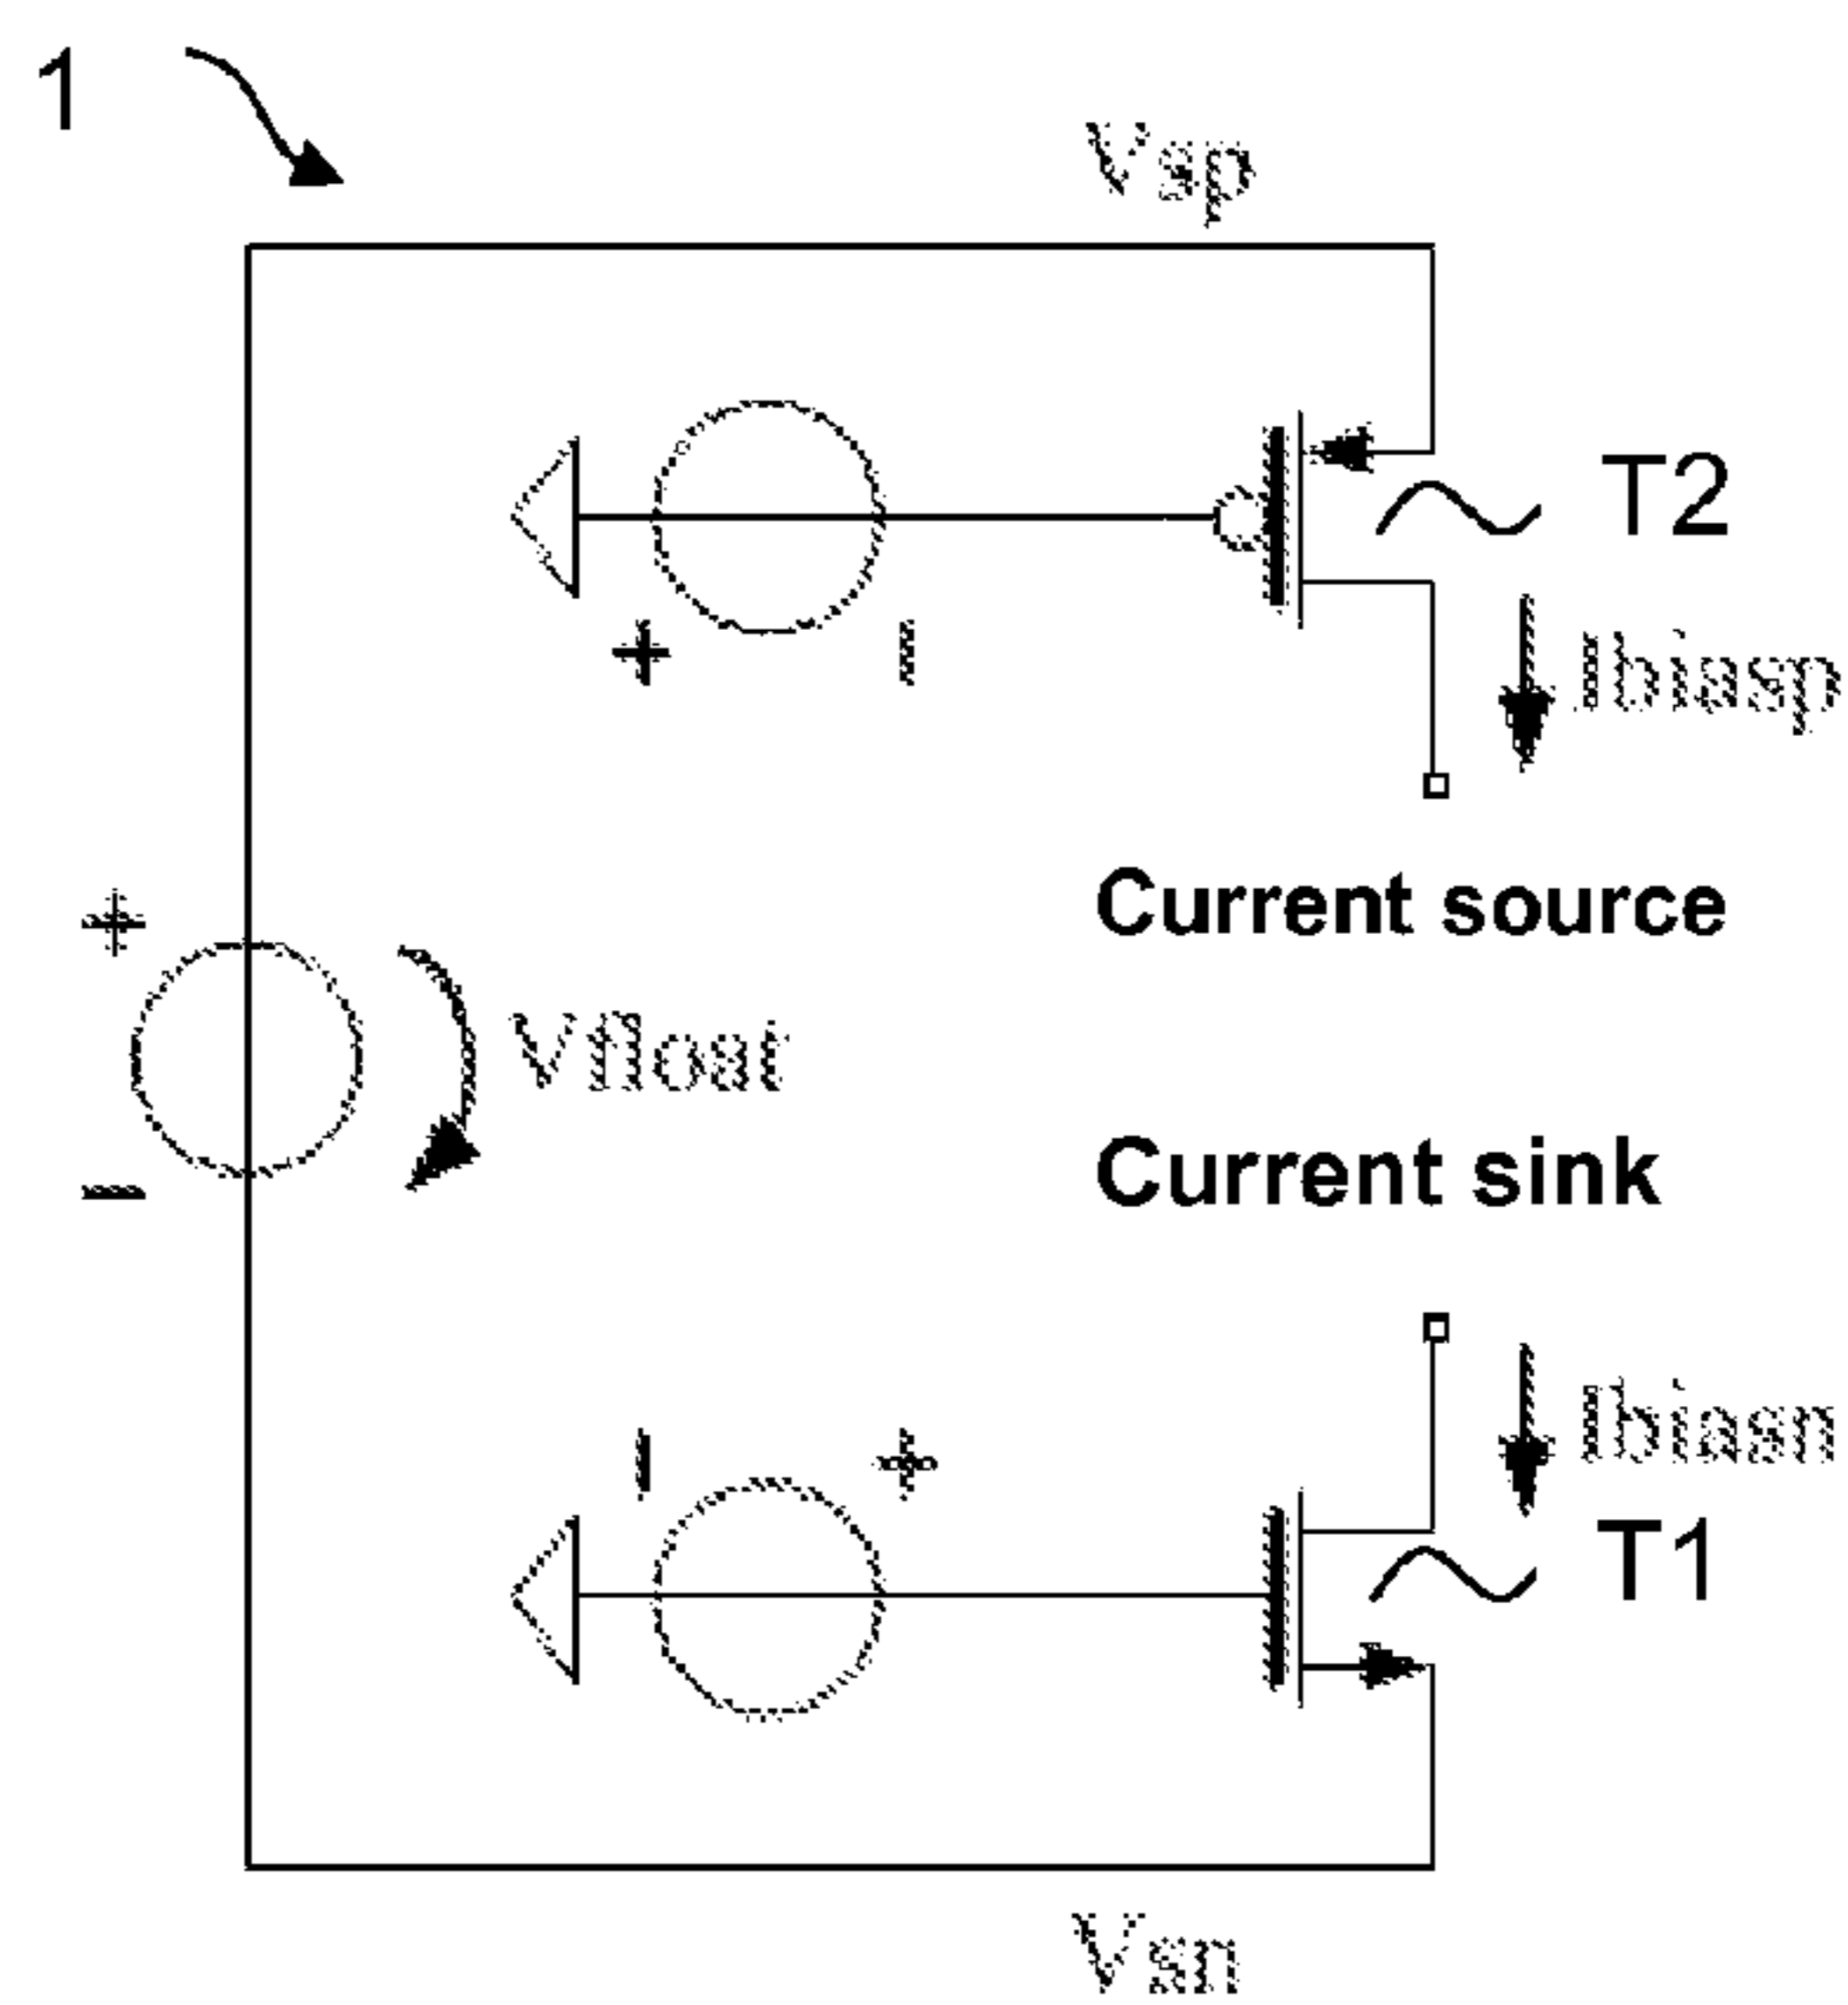 1
Vsp
T2
+ −
Ibiasp
Current source
+
Vfloat
−
Current sink
− +
Ibiasn
T1
Vsn